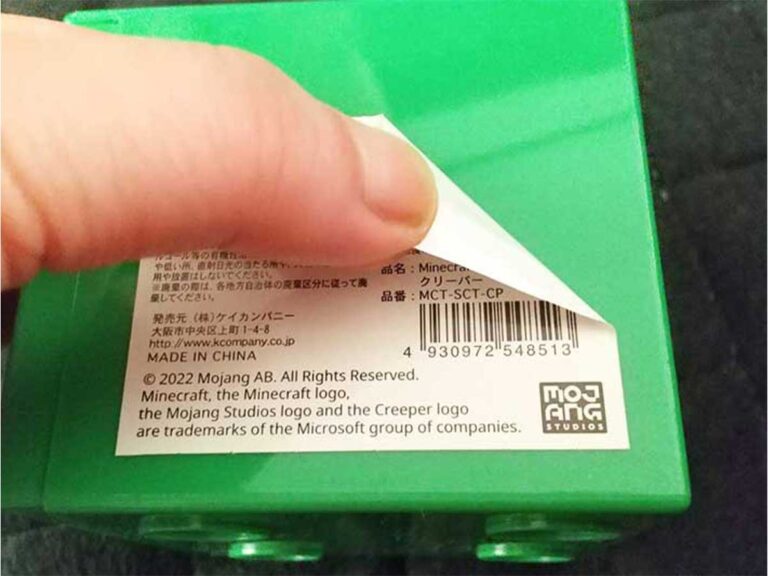 や低い所、直射日光の当たる所や
用や放置はしないでください。
※廃棄の際は、各地方自治体の廃棄区分に従って廃
棄してください。
発売元（株）ケイカンパニー
大阪市中央区上町1-4-8
http://www.kcompany.co.jp
MADE IN CHINA
品名：Minecra
クリーパー
品番：MCT-SCT-CP
4 930972 548513
© 2022 Mojang AB. All Rights Reserved.
Minecraft, the Minecraft logo,
the Mojang Studios logo and the Creeper logo
are trademarks of the Microsoft group of companies.
MOJ
ANG
STUDIOS